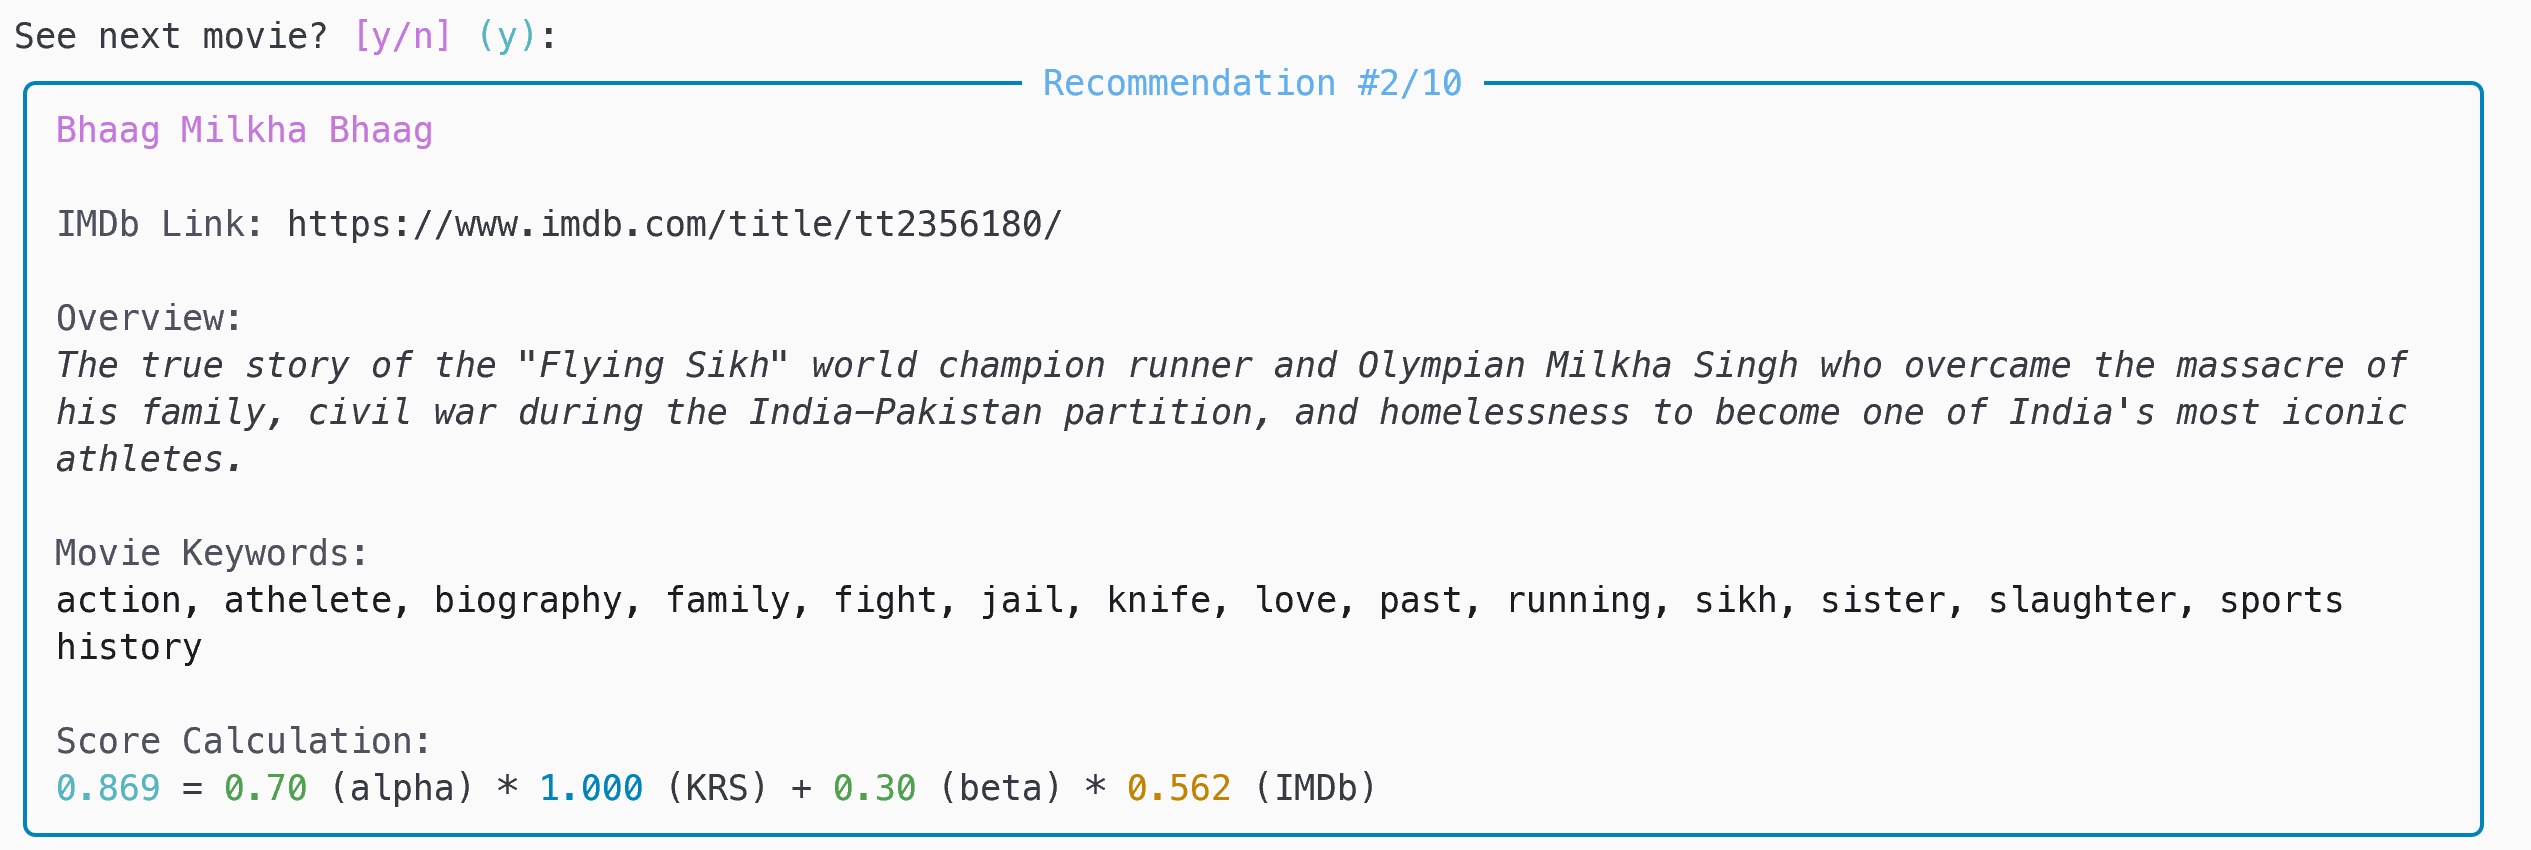 See next movie? [y/n] (y):
Recommendation #2/10
Bhaag Milkha Bhaag
IMDb Link: https://www.imdb.com/title/tt2356180/
Overview:
The true story of the "Flying Sikh" world champion runner and Olympian Milkha Singh who overcame the massacre of
his family, civil war during the India–Pakistan partition, and homelessness to become one of India's most iconic
athletes.
Movie Keywords:
action, athelete, biography, family, fight, jail, knife, love, past, running, sikh, sister, slaughter, sports
history
Score Calculation:
0.869 = 0.70 (alpha) * 1.000 (KRS) + 0.30 (beta) * 0.562 (IMDb)